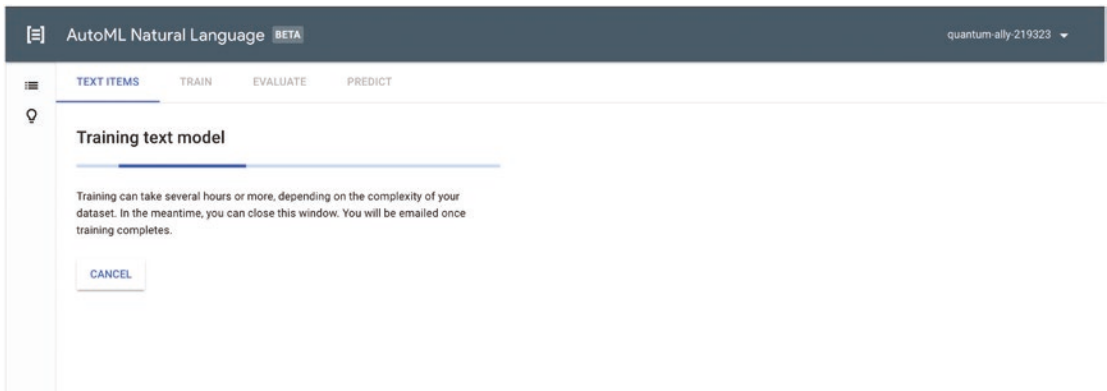 AutoML Natural Language BETA
quantum-ally-219323
TEXT ITEMS TRAIN EVALUATE PREDICT
Training text model
Training can take several hours or more, depending on the complexity of your
dataset. In the meantime, you can close this window. You will be emailed once
training completes.
CANCEL